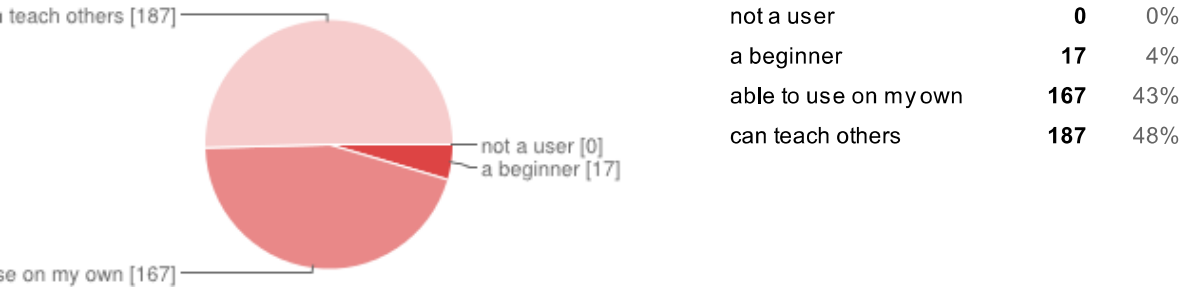 teach others [187]
not a user [0]
a beginner [17]
on my own [167]
not a user 0 0%
a beginner 17 4%
able to use on my own 167 43%
can teach others 187 48%